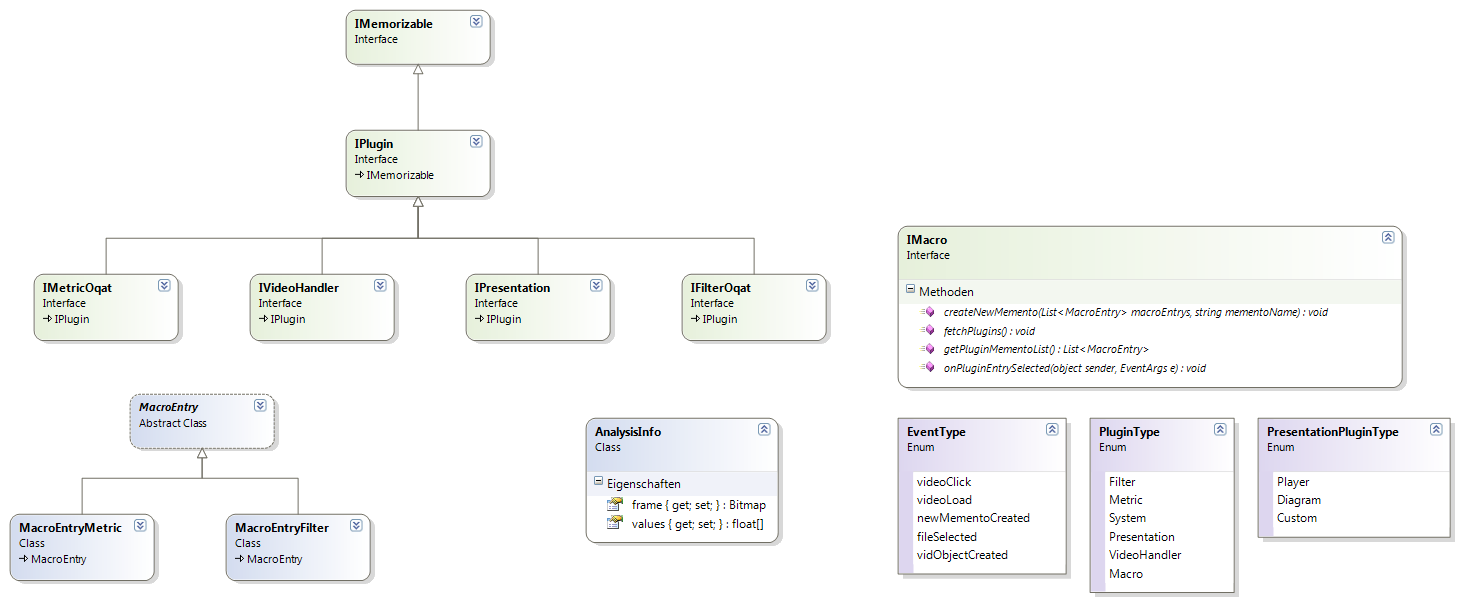 IMemorizable
Interface
IPlugin
Interface
IMemorizable
IMetricOqat
Interface
IPlugin
IVideoHandler
Interface
IPlugin
IPresentation
Interface
IPlugin
IFilterOqat
Interface
IPlugin
IMacro
Interface
Methoden
createNewMemento(List<MacroEntry> macroEntrys, string mementoName) : void
fetchPlugins() : void
getPluginMementoList() : List<MacroEntry>
onPluginEntrySelected(object sender, EventArgs e) : void
MacroEntry
Abstract Class
MacroEntryMetric
Class
MacroEntry
MacroEntryFilter
Class
MacroEntry
AnalysisInfo
Class
Eigenschaften
frame { get; set; } : Bitmap
values { get; set; } : float[]
EventType
Enum
videoClick
videoLoad
newMementoCreated
fileSelected
vidObjectCreated
PluginType
Enum
Filter
Metric
System
Presentation
VideoHandler
Macro
PresentationPluginType
Enum
Player
Diagram
Custom